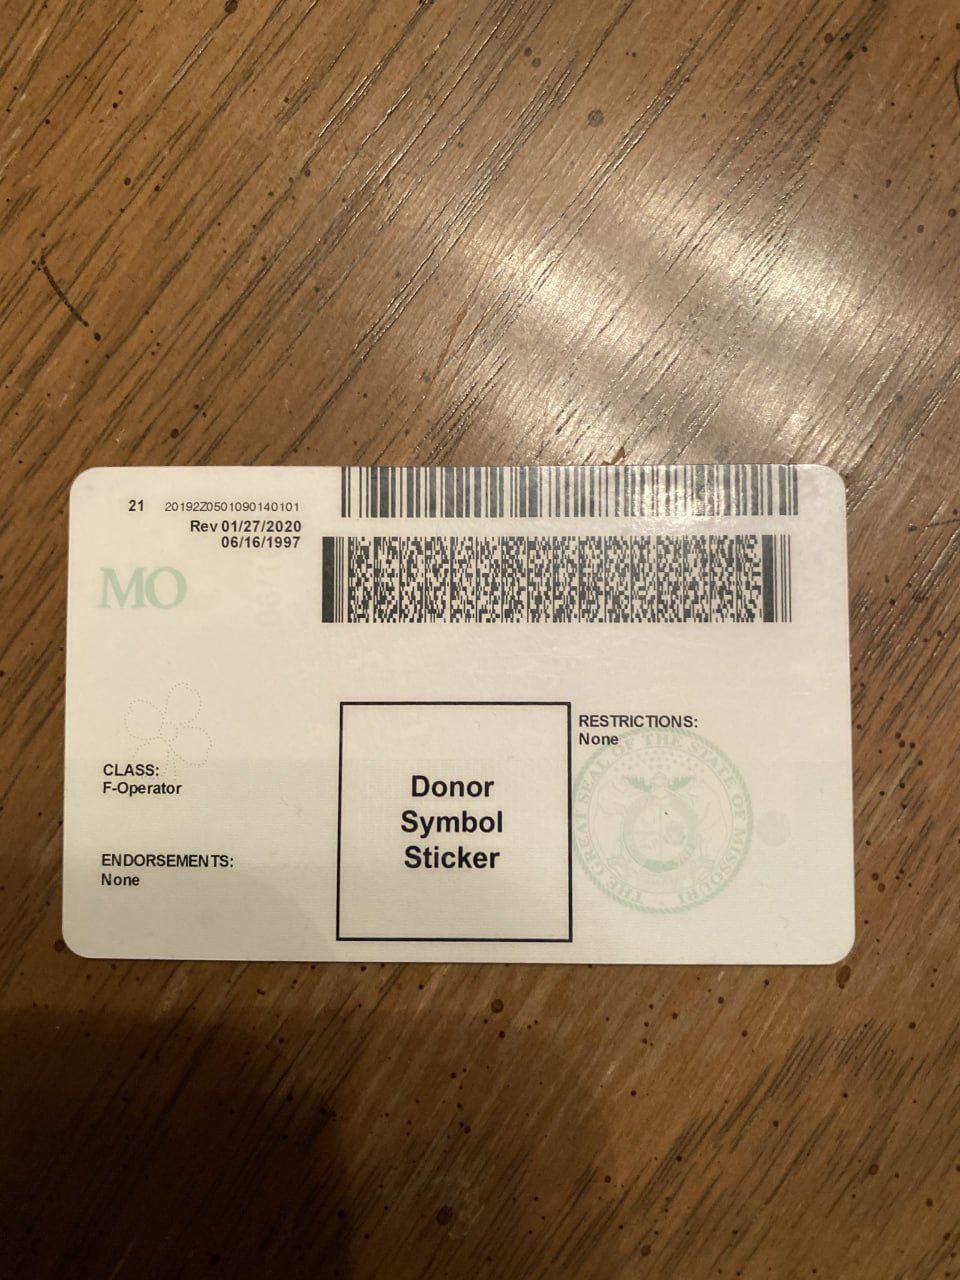 21 20192Z0501090140101
Rev 01/27/2020
06/16/1997
MO
CLASS:
F-Operator
ENDORSEMENTS:
None
Donor
Symbol
Sticker
RESTRICTIONS:
None
THE GREAT SEAL OF THE STATE OF MISSOURI